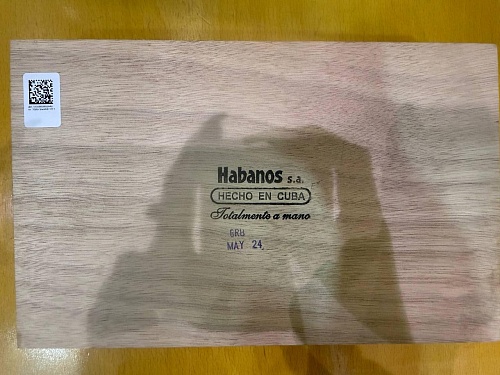 Habanos s.a.
HECHO EN CUBA
Totalmente a mano
GRU
MAY 24